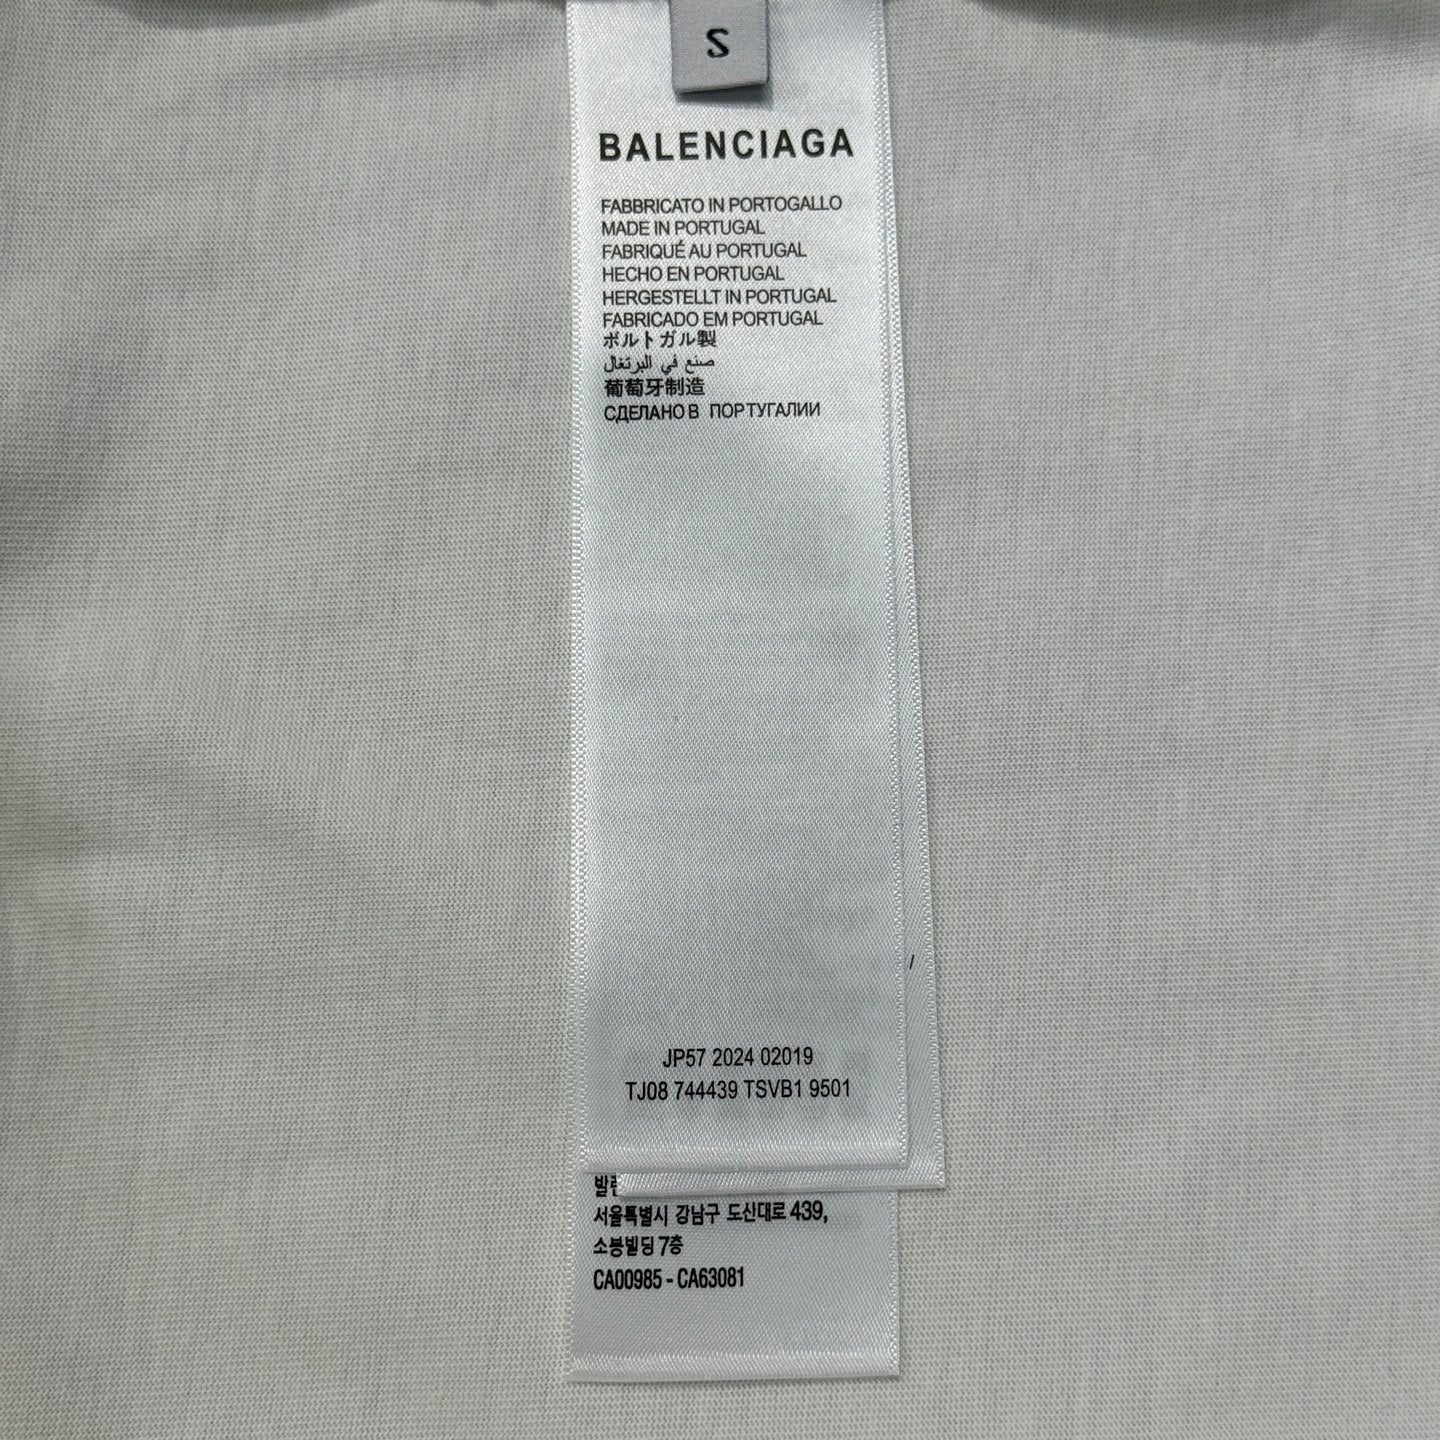 S
BALENCIAGA
FABBRICATO IN PORTOGALLO
MADE IN PORTUGAL
FABRIQUÉ AU PORTUGAL
HECHO EN PORTUGAL
HERGESTELLT IN PORTUGAL
FABRICADO EM PORTUGAL
ポルトガル製
صنع في البرتغال
葡萄牙制造
СДЕЛАНО В ПОРТУГАЛИИ
/
JP57 2024 02019
TJ08 744439 TSVB1 9501
서울특별시 강남구 도산대로 439,
소봉빌딩 7층
CA00985 - CA63081